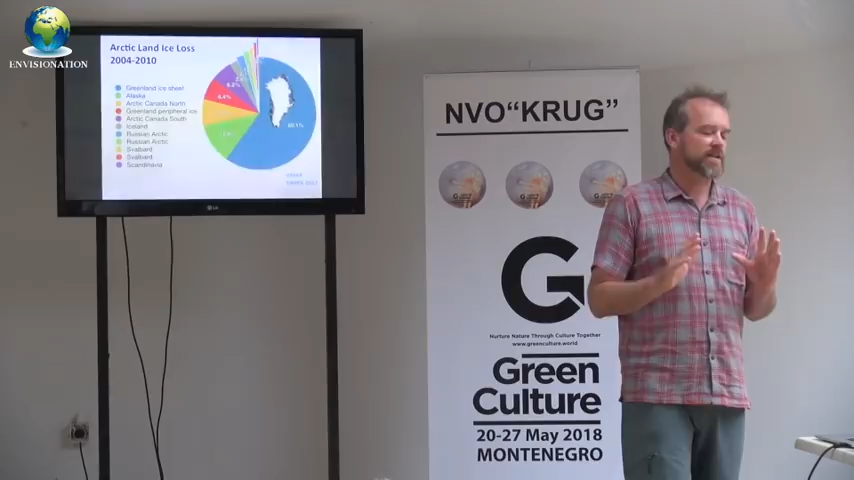 ENVISIONATION
Arctic Land Ice Loss
2004-2010
Greenland ice sheet
Alaska
Arctic Canada North
Greenland peripheral ice
Arctic Canada South
Iceland
Russian Arctic
Russian Arctic
Svalbard
Svalbard
Scandinavia
LG
NVO“KRUG”
Nurture Nature Through Culture Together
www.greenculture.world
Green
Culture
20-27 May 2018
MONTENEGRO